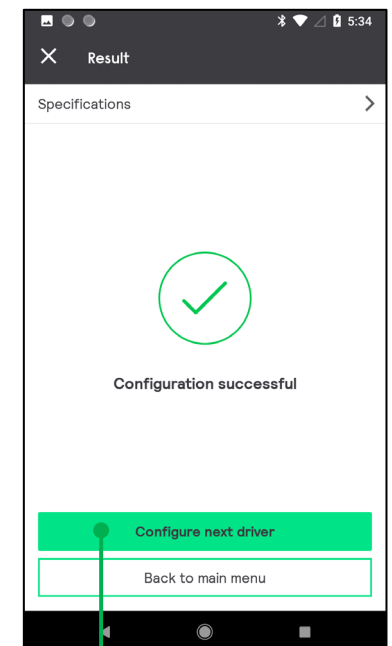 5:34
Result
Specifications
Configuration successful
Configure next driver
Back to main menu